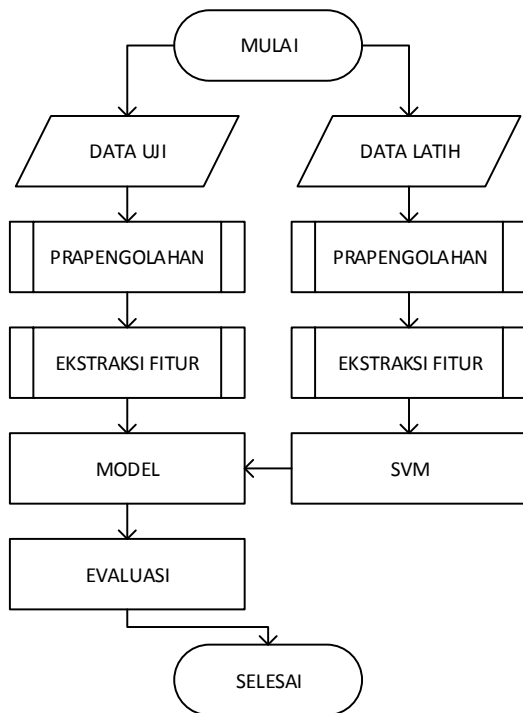 MULAI
DATA UJI
DATA LATIH
PRAPENGOLAHAN
PRAPENGOLAHAN
EKSTRAKSI FITUR
EKSTRAKSI FITUR
MODEL
SVM
EVALUASI
SELESAI